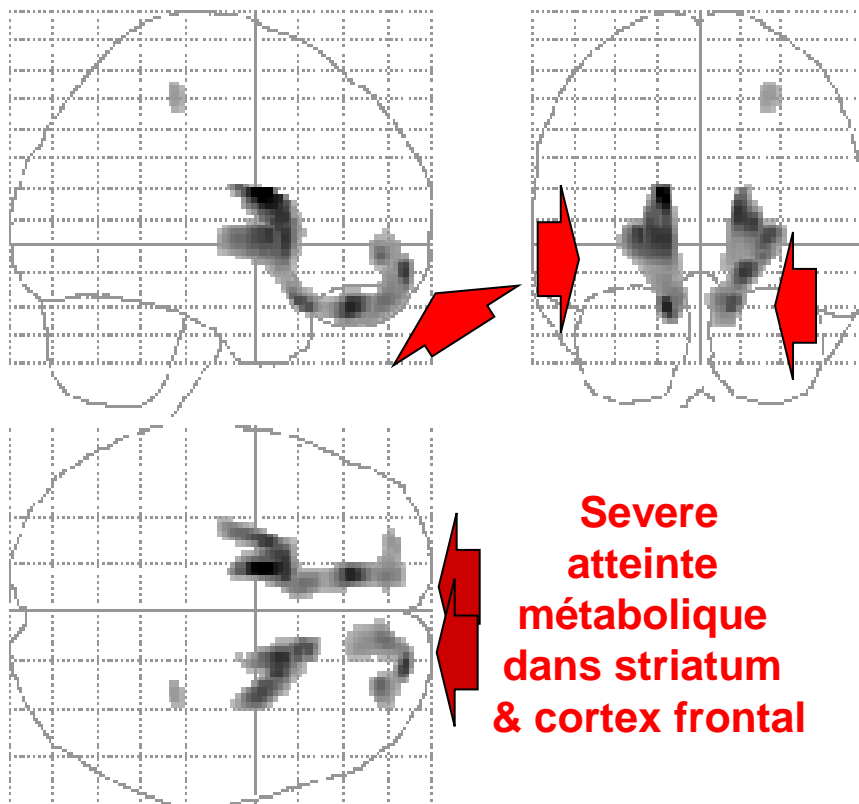 Severe
atteinte
métabolique
dans striatum
& cortex frontal